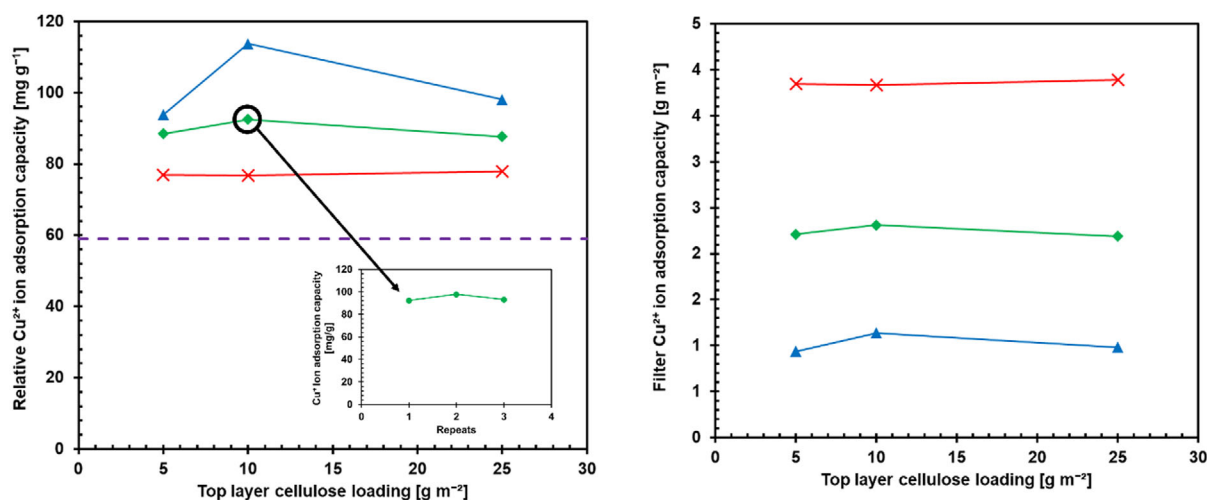 Relative Cu²⁺ ion adsorption capacity [mg g⁻¹]
120
100
80
60
40
20
0
0 5 10 15 20 25 30
Top layer cellulose loading [g m⁻²]
Cu⁺ Ion adsorption capacity
[mg/g]
120
100
80
60
40
20
0
0 1 2 3 4
Repeats
Filter Cu²⁺ ion adsorption capacity [g m⁻²]
5
4
4
3
3
2
2
1
1
0
0 5 10 15 20 25 30
Top layer cellulose loading [g m⁻²]